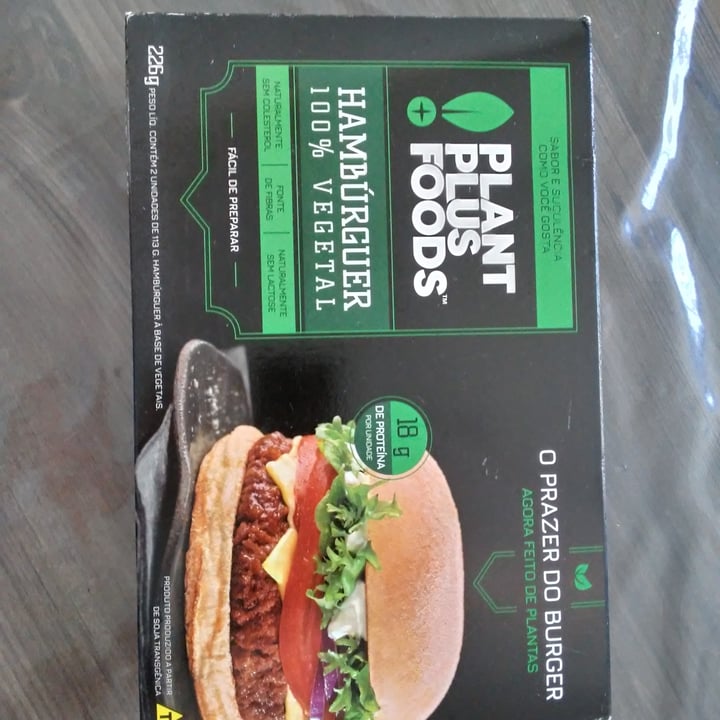 SABOR E SUCULÊNCIA
COMO VOCÊ GOSTA
PLANT
PLUS
FOODS™
HAMBÚRGUER
100% VEGETAL
NATURALMENTE
SEM COLESTEROL
FONTE
DE FIBRAS
NATURALMENTE
SEM LACTOSE
FÁCIL DE PREPARAR
226g PESO LÍQ. CONTÉM 2 UNIDADES DE 113 G. HAMBÚRGUER À BASE DE VEGETAIS.
O PRAZER DO BURGER
AGORA FEITO DE PLANTAS
18 g
DE PROTEÍNA
POR UNIDADE
PRODUTO PRODUZIDO A PARTIR
DE SOJA TRANSGÊNICA
T